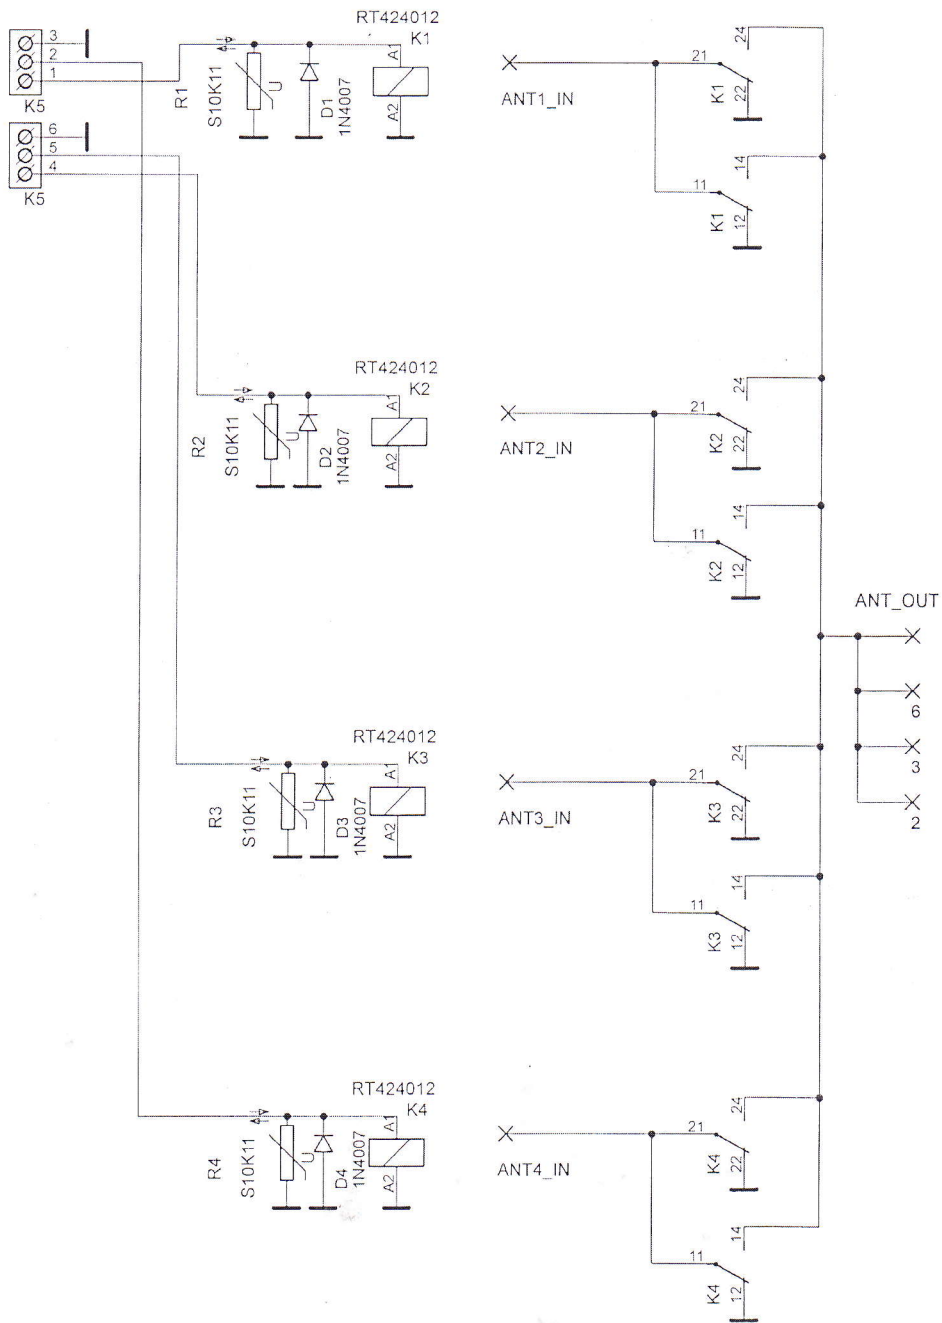 RT424012
K1
3
2
1
K5
R1
S10K11
U
D1
1N4007
A1
A2
ANT1_IN
21
24
22
K1
11
14
12
K1
6
5
4
K5
RT424012
K2
R2
S10K11
U
D2
1N4007
A1
A2
ANT2_IN
21
24
22
K2
11
14
12
K2
ANT_OUT
6
3
2
RT424012
K3
R3
S10K11
U
D3
1N4007
A1
A2
ANT3_IN
21
24
22
K3
11
14
12
K3
RT424012
K4
R4
S10K11
U
D4
1N4007
A1
A2
ANT4_IN
21
24
22
K4
11
14
12
K4